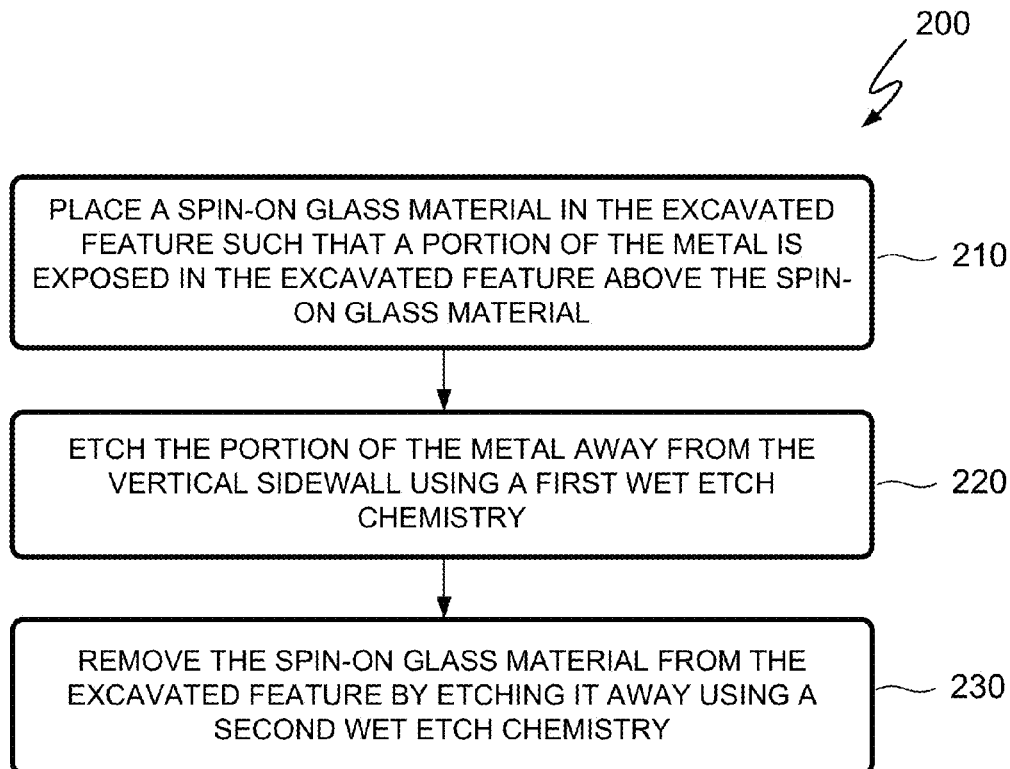 200
PLACE A SPIN-ON GLASS MATERIAL IN THE EXCAVATED
FEATURE SUCH THAT A PORTION OF THE METAL IS
EXPOSED IN THE EXCAVATED FEATURE ABOVE THE SPIN-
ON GLASS MATERIAL
210
ETCH THE PORTION OF THE METAL AWAY FROM THE
VERTICAL SIDEWALL USING A FIRST WET ETCH
CHEMISTRY
220
REMOVE THE SPIN-ON GLASS MATERIAL FROM THE
EXCAVATED FEATURE BY ETCHING IT AWAY USING A
SECOND WET ETCH CHEMISTRY
230